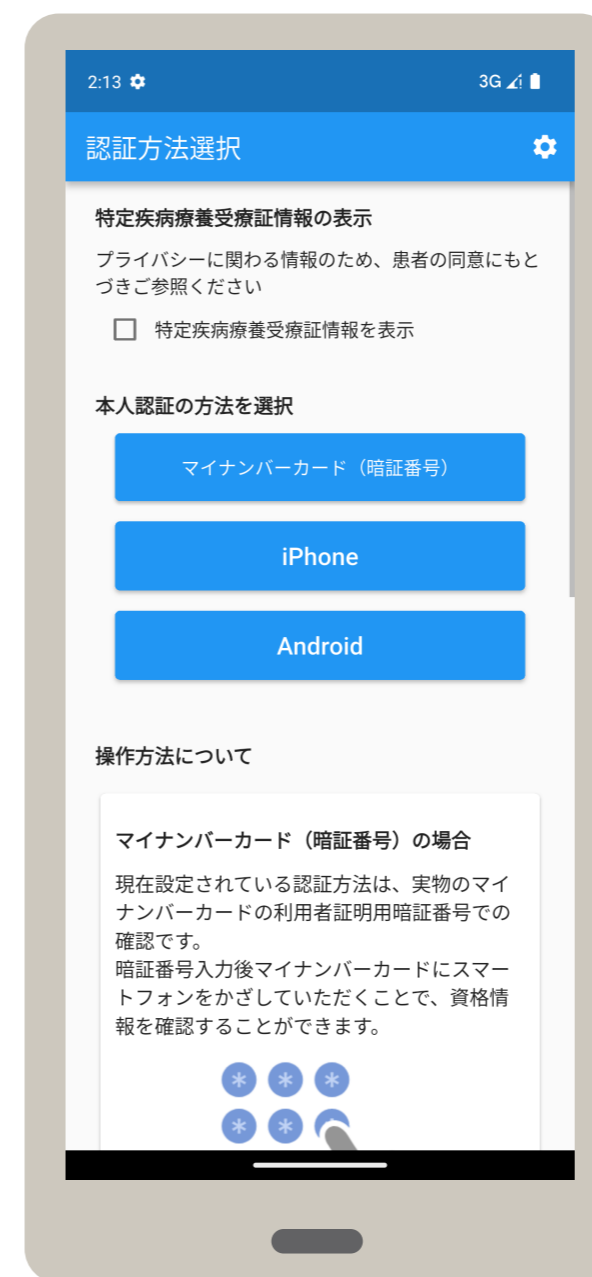 2:13
3G
認証方法選択
特定疾病療養受療証情報の表示
プライバシーに関わる情報のため、患者の同意にもと
づきご参照ください
特定疾病療養受療証情報を表示
本人認証の方法を選択
マイナンバーカード（暗証番号）
iPhone
Android
操作方法について
マイナンバーカード（暗証番号）の場合
現在設定されている認証方法は、実物のマイ
ナンバーカードの利用者証明用暗証番号での
確認です。
暗証番号入力後マイナンバーカードにスマー
トフォンをかざしていただくことで、資格情
報を確認することができます。
* * *
* *